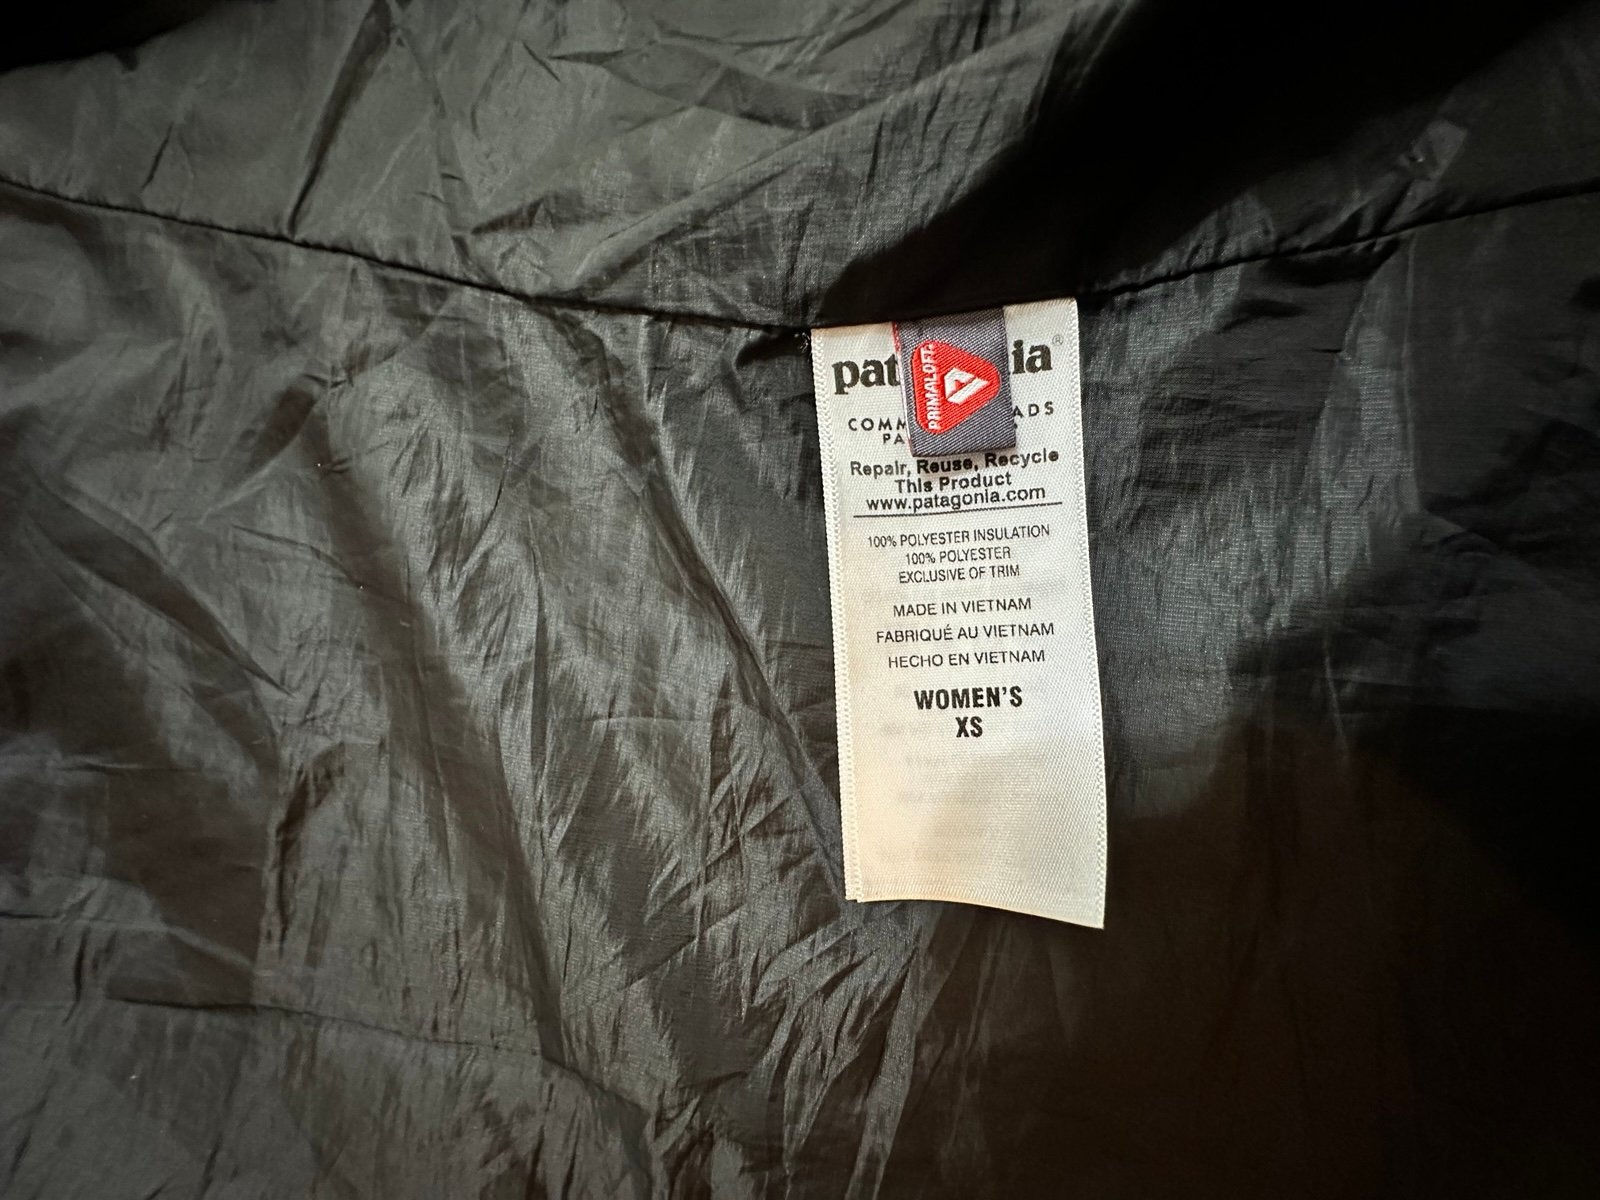 pat ia®
PRIMALOFT
COMM ADS
PA S
Repair, Reuse, Recycle
This Product
www.patagonia.com
100% POLYESTER INSULATION
100% POLYESTER
EXCLUSIVE OF TRIM
MADE IN VIETNAM
FABRIQUÉ AU VIETNAM
HECHO EN VIETNAM
WOMEN'S
XS